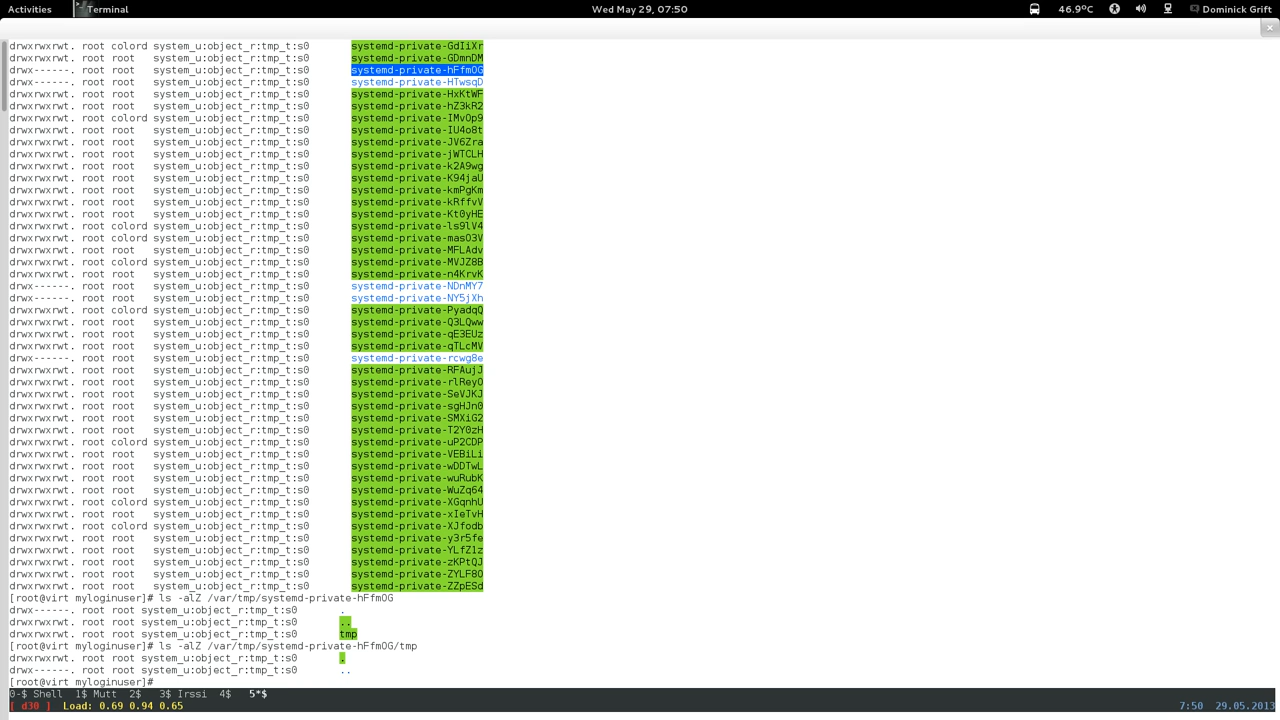 Activities Terminal Wed May 29, 07:50 46.9°C Dominick Grift
drwxrwxrwt. root colord system_u:object_r:tmp_t:s0 systemd-private-GdIiXr
drwxrwxrwt. root root system_u:object_r:tmp_t:s0 systemd-private-GDmnDM
drwx------. root root system_u:object_r:tmp_t:s0 systemd-private-hFfmOG
drwx------. root root system_u:object_r:tmp_t:s0 systemd-private-HTwsqD
drwxrwxrwt. root root system_u:object_r:tmp_t:s0 systemd-private-HxKtWF
drwxrwxrwt. root root system_u:object_r:tmp_t:s0 systemd-private-hZ3kR2
drwxrwxrwt. root colord system_u:object_r:tmp_t:s0 systemd-private-IMvOp9
drwxrwxrwt. root root system_u:object_r:tmp_t:s0 systemd-private-IU4o8t
drwxrwxrwt. root root system_u:object_r:tmp_t:s0 systemd-private-JV6Zra
drwxrwxrwt. root root system_u:object_r:tmp_t:s0 systemd-private-jWTCLH
drwxrwxrwt. root root system_u:object_r:tmp_t:s0 systemd-private-k2A9wg
drwxrwxrwt. root root system_u:object_r:tmp_t:s0 systemd-private-K94jaU
drwxrwxrwt. root root system_u:object_r:tmp_t:s0 systemd-private-kmPgKm
drwxrwxrwt. root root system_u:object_r:tmp_t:s0 systemd-private-kRffvV
drwxrwxrwt. root root system_u:object_r:tmp_t:s0 systemd-private-Kt0yHE
drwxrwxrwt. root colord system_u:object_r:tmp_t:s0 systemd-private-ls9lV4
drwxrwxrwt. root colord system_u:object_r:tmp_t:s0 systemd-private-masO3V
drwxrwxrwt. root root system_u:object_r:tmp_t:s0 systemd-private-MFLAdv
drwxrwxrwt. root colord system_u:object_r:tmp_t:s0 systemd-private-MVJZ8B
drwxrwxrwt. root root system_u:object_r:tmp_t:s0 systemd-private-n4KrvK
drwx------. root root system_u:object_r:tmp_t:s0 systemd-private-NDnMY7
drwx------. root root system_u:object_r:tmp_t:s0 systemd-private-NY5jXh
drwxrwxrwt. root colord system_u:object_r:tmp_t:s0 systemd-private-PyadqQ
drwxrwxrwt. root root system_u:object_r:tmp_t:s0 systemd-private-Q3LQww
drwxrwxrwt. root root system_u:object_r:tmp_t:s0 systemd-private-qE3EUz
drwxrwxrwt. root root system_u:object_r:tmp_t:s0 systemd-private-qTLcMV
drwx------. root root system_u:object_r:tmp_t:s0 systemd-private-rcwg8e
drwxrwxrwt. root root system_u:object_r:tmp_t:s0 systemd-private-RFAujJ
drwxrwxrwt. root root system_u:object_r:tmp_t:s0 systemd-private-rlReyO
drwxrwxrwt. root root system_u:object_r:tmp_t:s0 systemd-private-SeVJKJ
drwxrwxrwt. root root system_u:object_r:tmp_t:s0 systemd-private-sgHJn0
drwxrwxrwt. root root system_u:object_r:tmp_t:s0 systemd-private-SMXiG2
drwxrwxrwt. root root system_u:object_r:tmp_t:s0 systemd-private-T2Y0zH
drwxrwxrwt. root colord system_u:object_r:tmp_t:s0 systemd-private-uP2CDP
drwxrwxrwt. root root system_u:object_r:tmp_t:s0 systemd-private-VEBiLi
drwxrwxrwt. root root system_u:object_r:tmp_t:s0 systemd-private-wDDTwL
drwxrwxrwt. root root system_u:object_r:tmp_t:s0 systemd-private-wuRubK
drwxrwxrwt. root root system_u:object_r:tmp_t:s0 systemd-private-WuZq64
drwxrwxrwt. root colord system_u:object_r:tmp_t:s0 systemd-private-XGqnhU
drwxrwxrwt. root root system_u:object_r:tmp_t:s0 systemd-private-xIeTvH
drwxrwxrwt. root colord system_u:object_r:tmp_t:s0 systemd-private-XJfodb
drwxrwxrwt. root root system_u:object_r:tmp_t:s0 systemd-private-y3r5fe
drwxrwxrwt. root root system_u:object_r:tmp_t:s0 systemd-private-YLfZ1z
drwxrwxrwt. root root system_u:object_r:tmp_t:s0 systemd-private-zKPtQJ
drwxrwxrwt. root root system_u:object_r:tmp_t:s0 systemd-private-ZYLF8O
drwxrwxrwt. root root system_u:object_r:tmp_t:s0 systemd-private-ZZpESd
[root@virt myloginuser]# ls -alZ /var/tmp/systemd-private-hFfmOG
drwx------. root root system_u:object_r:tmp_t:s0 .
drwxrwxrwt. root root system_u:object_r:tmp_t:s0 ..
drwxrwxrwt. root root system_u:object_r:tmp_t:s0 tmp
[root@virt myloginuser]# ls -alZ /var/tmp/systemd-private-hFfmOG/tmp
drwxrwxrwt. root root system_u:object_r:tmp_t:s0 .
drwx------. root root system_u:object_r:tmp_t:s0 ..
[root@virt myloginuser]#
0-$ Shell 1$ Mutt 2$ 3$ Irssi 4$ 5*$
[ d30 ] Load: 0.69 0.94 0.65 7:50 29.05.2013